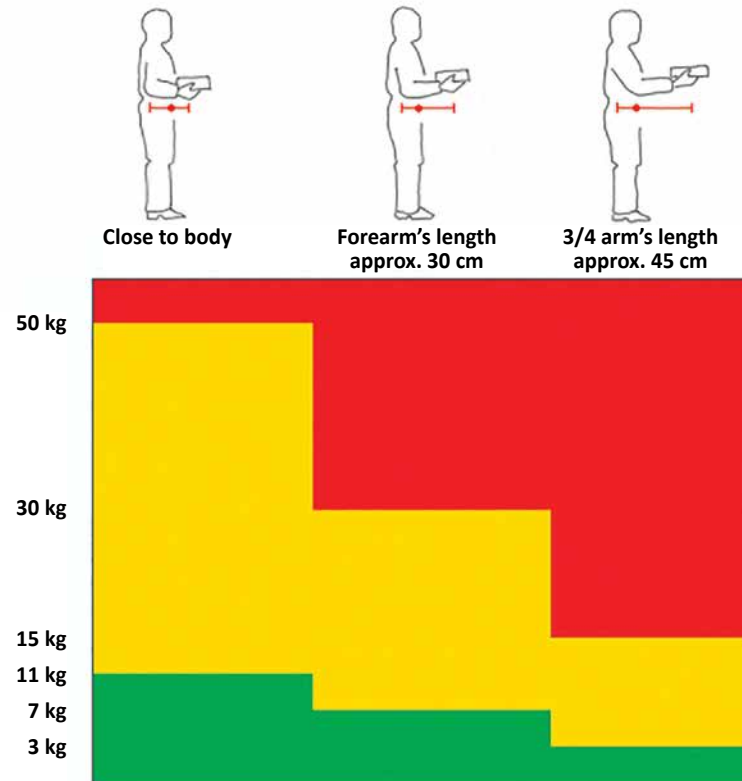 Close to body
Forearm's length
approx. 30 cm
3/4 arm's length
approx. 45 cm
50 kg
30 kg
15 kg
11 kg
7 kg
3 kg